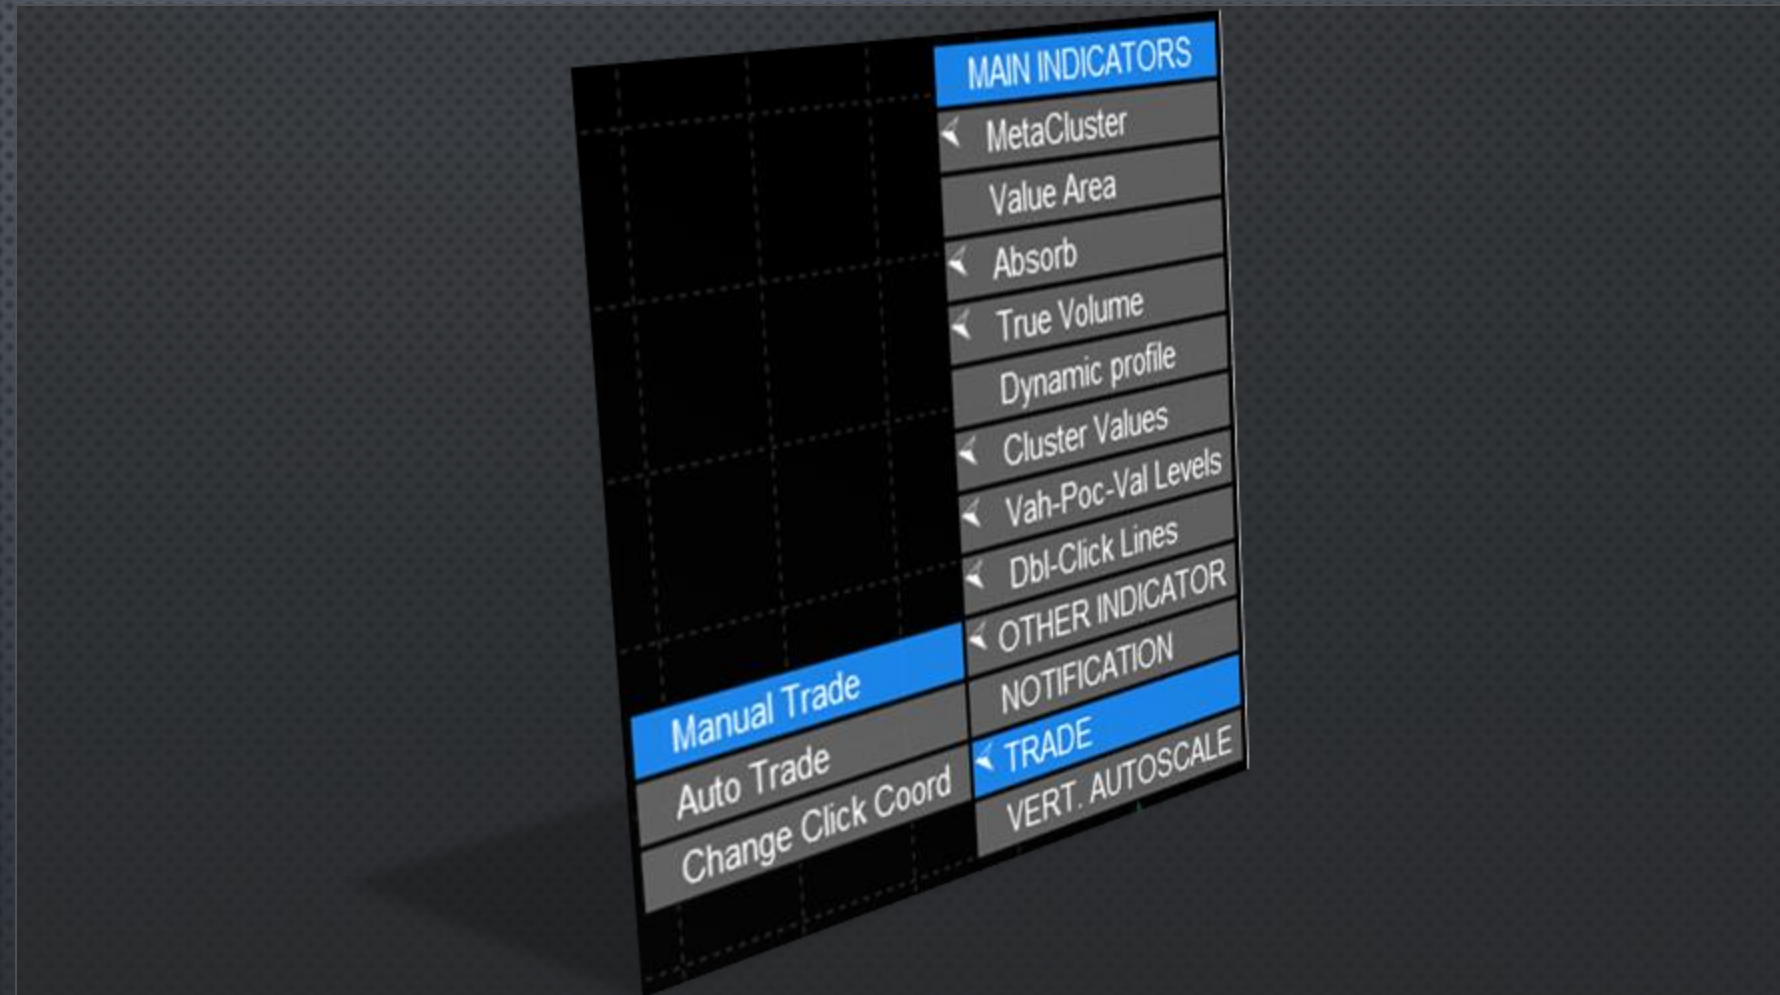 MAIN INDICATORS
MetaCluster
Value Area
Absorb
True Volume
Dynamic profile
Cluster Values
Vah-Poc-Val Levels
Dbl-Click Lines
OTHER INDICATOR
NOTIFICATION
TRADE
VERT. AUTOSCALE
Manual Trade
Auto Trade
Change Click Coord